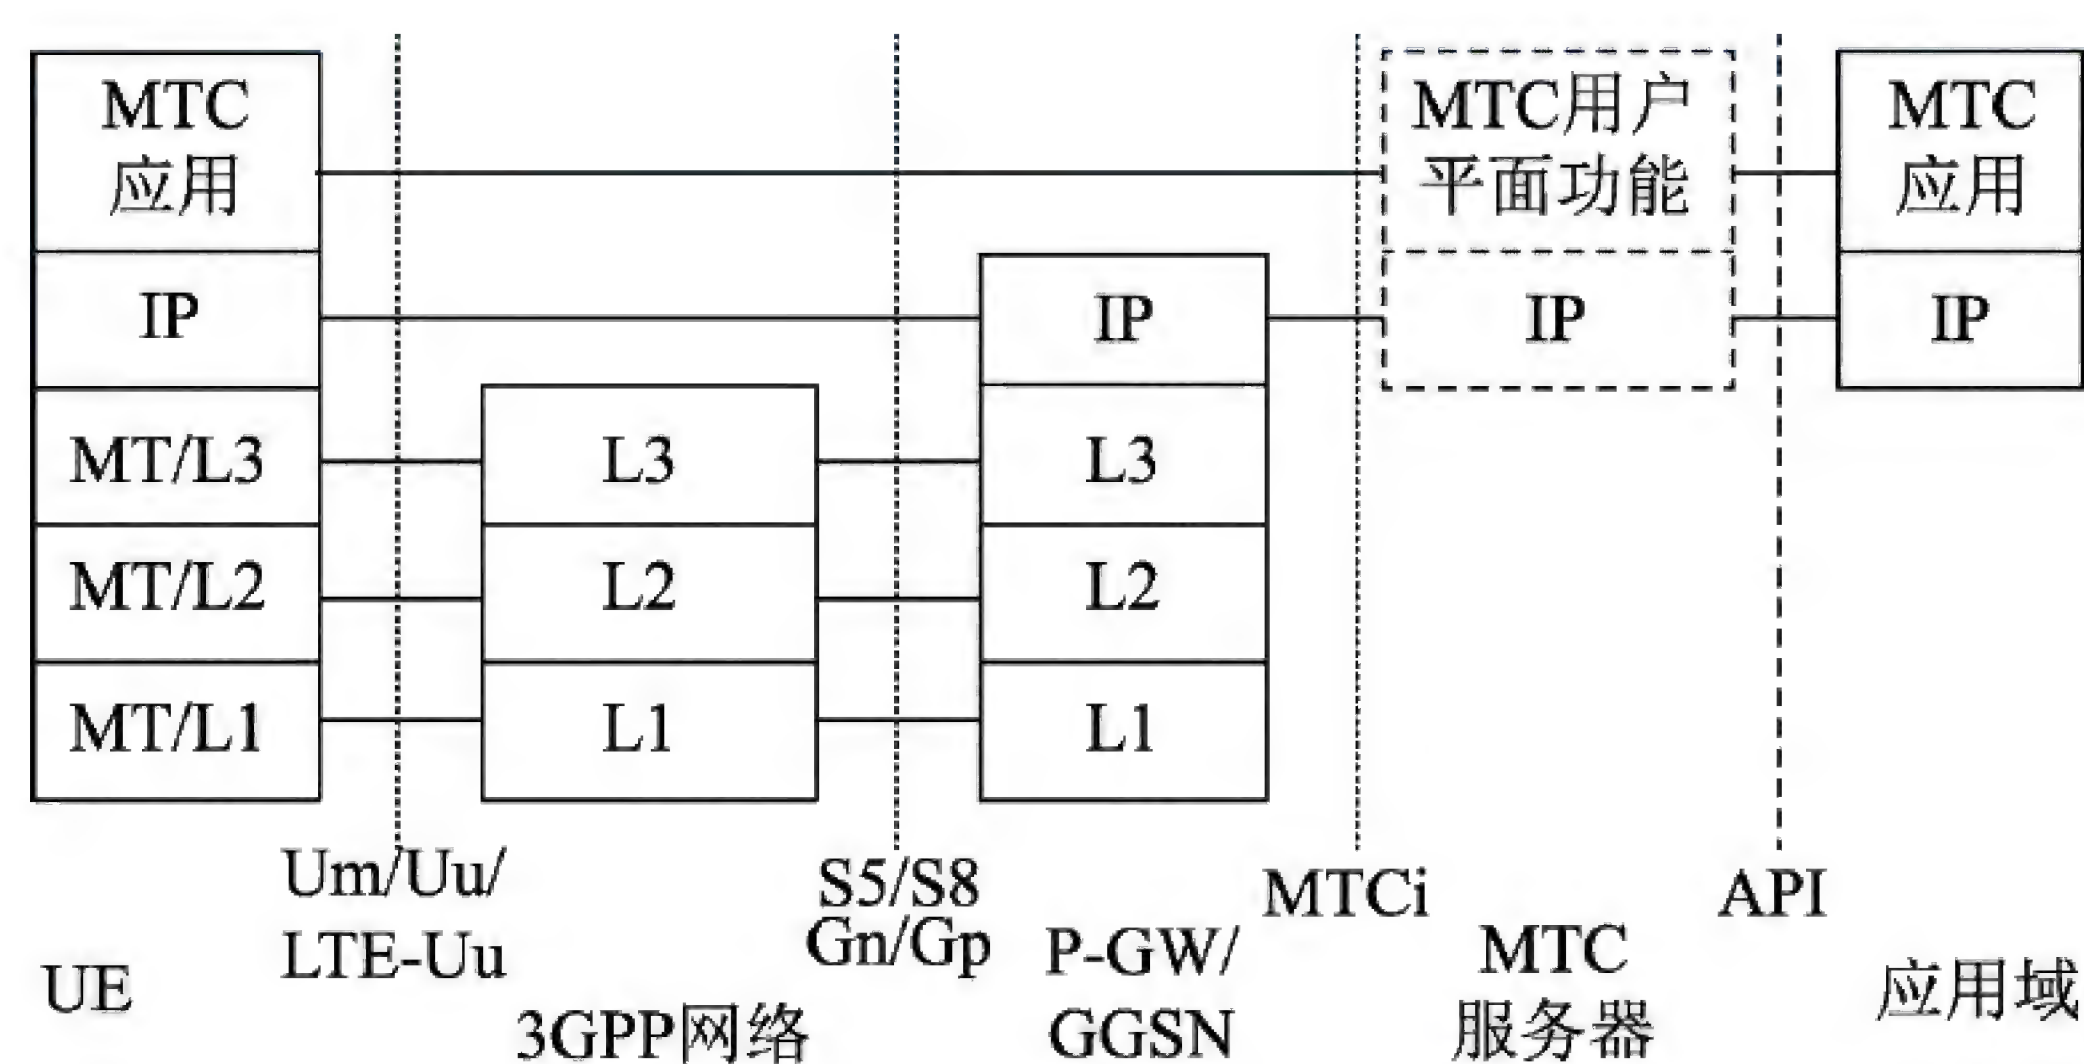 MTC
应用
IP
MT/L3
MT/L2
MT/L1
L3
L2
L1
IP
L3
L2
L1
MTC用户
平面功能
IP
MTC
应用
IP
Um/Uu/
LTE-Uu
S5/S8
Gn/Gp
MTCi
API
UE
3GPP网络
P-GW/
GGSN
MTC
服务器
应用域